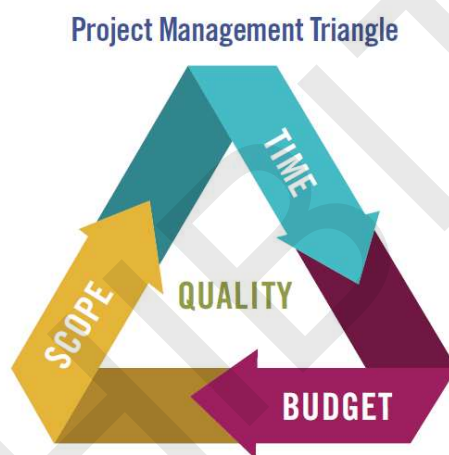 Project Management Triangle
TIME
QUALITY
SCOPE
BUDGET